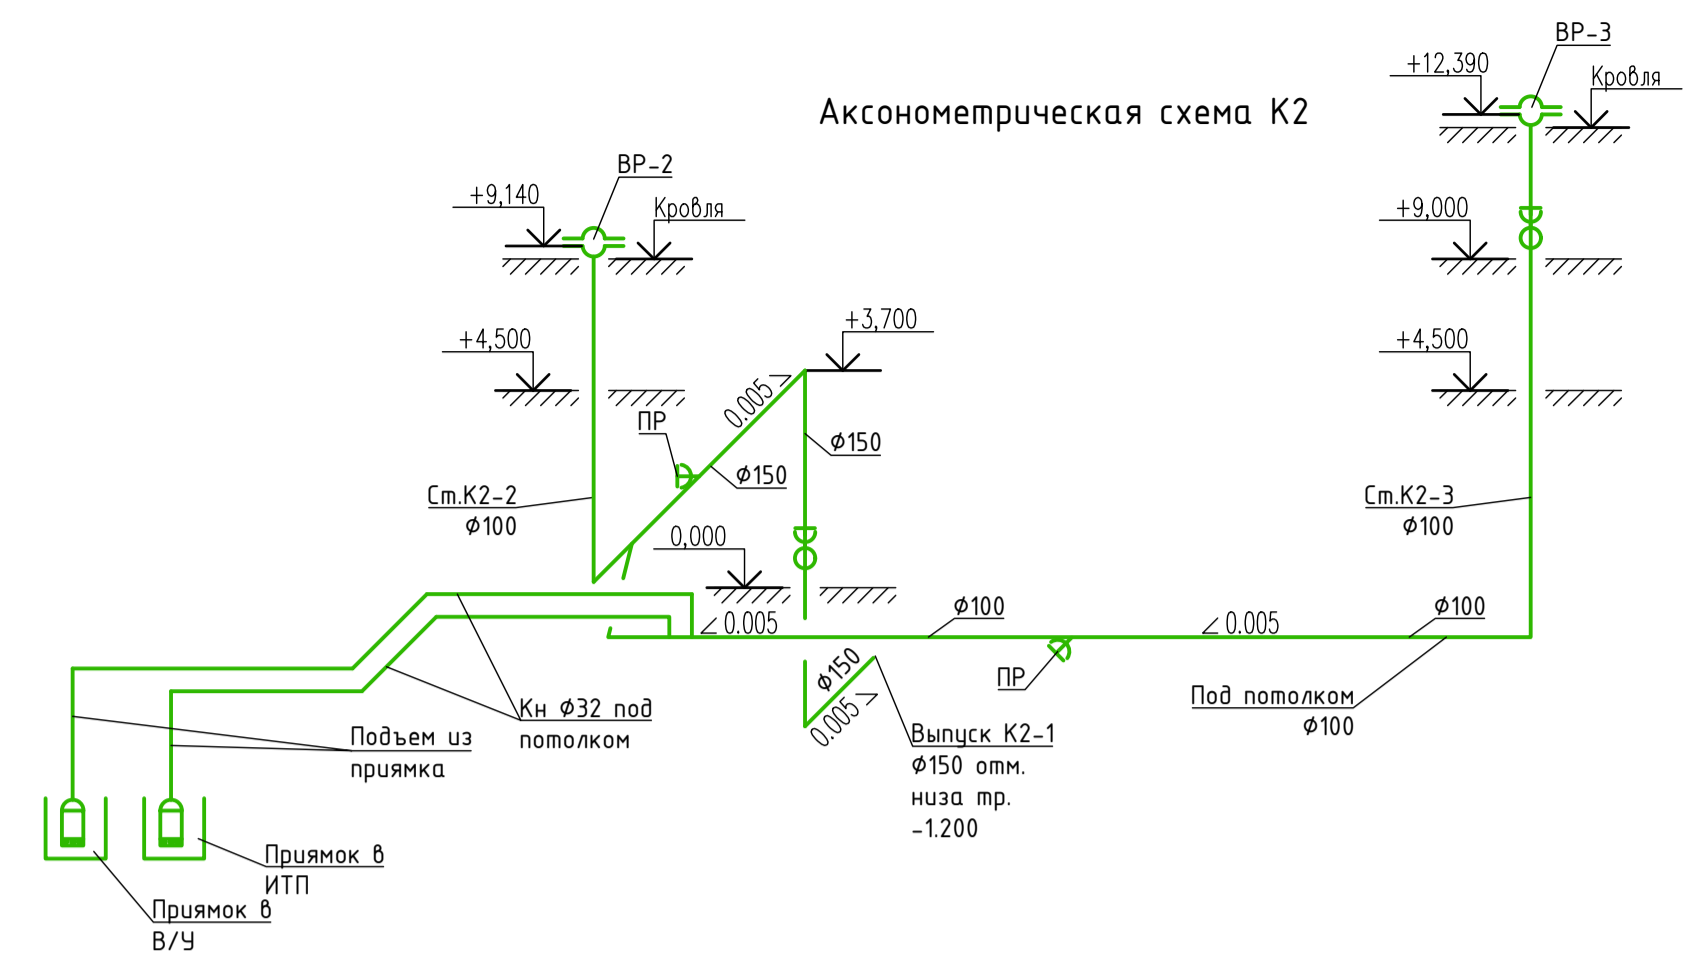 ВР-3
+12,390
Кровля
Аксонометрическая схема К2
ВР-2
+9,140
Кровля
+9,000
+3,700
+4,500
+4,500
0.005
ПР
Ф150
Ф150
Ст.К2-2
Ф100
Ст.К2-3
Ф100
0,000
∠ 0.005
Ф100
∠ 0.005
Ф100
Ф150
0.005
ПР
Под потолком
Ф100
Кн Ф32 под
потолком
Подъем из
приямка
Выпуск К2-1
Ф150 отм.
низа тр.
-1.200
Приямок в
ИТП
Приямок в
В/У